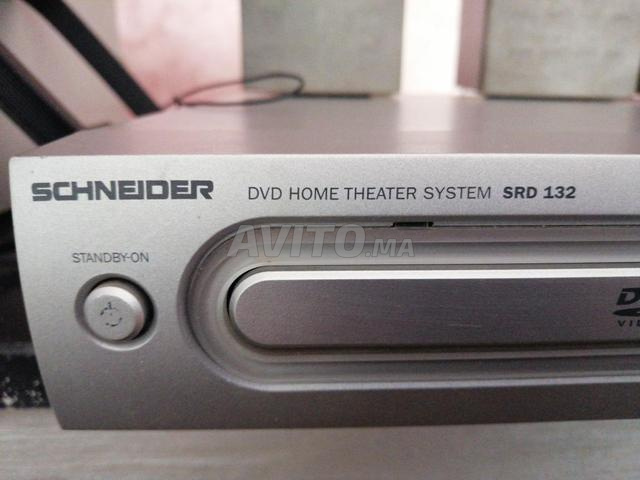 SCHNEIDER DVD HOME THEATER SYSTEM SRD 132
AVITO.MA
STANDBY-ON